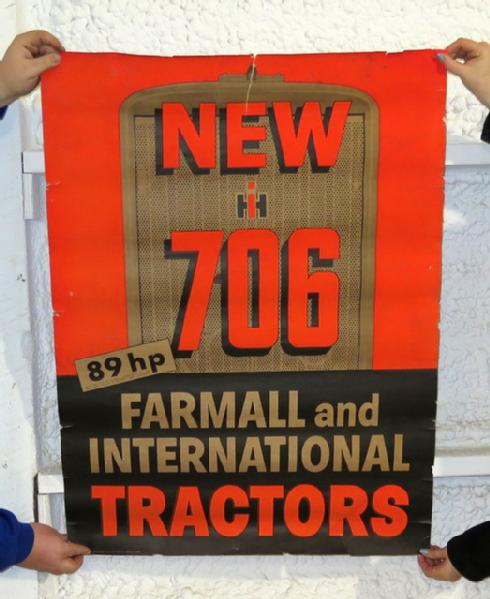 NEW
IH
706
89 hp
FARMALL and
INTERNATIONAL
TRACTORS